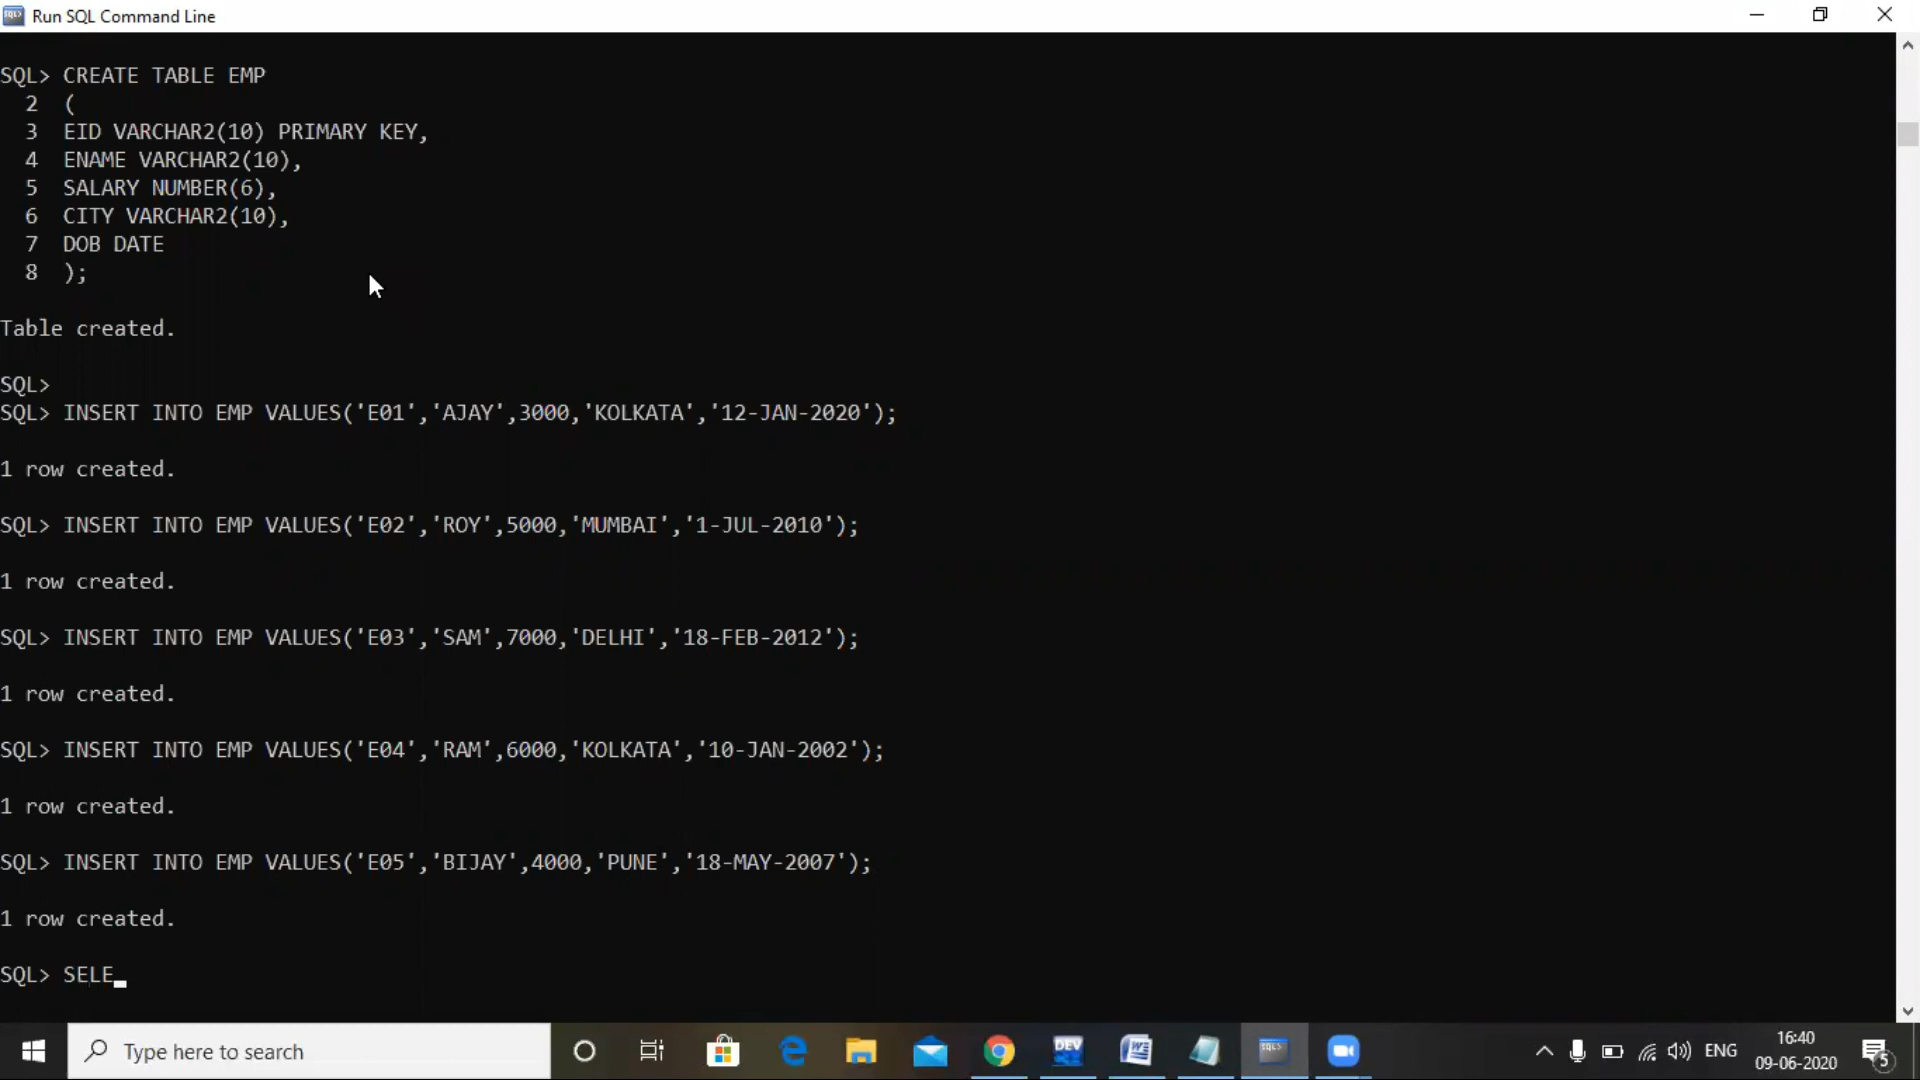 Run SQL Command Line
SQL> CREATE TABLE EMP
2 (
3 EID VARCHAR2(10) PRIMARY KEY,
4 ENAME VARCHAR2(10),
5 SALARY NUMBER(6),
6 CITY VARCHAR2(10),
7 DOB DATE
8 );
Table created.
SQL>
SQL> INSERT INTO EMP VALUES('E01','AJAY',3000,'KOLKATA','12-JAN-2020');
1 row created.
SQL> INSERT INTO EMP VALUES('E02','ROY',5000,'MUMBAI','1-JUL-2010');
1 row created.
SQL> INSERT INTO EMP VALUES('E03','SAM',7000,'DELHI','18-FEB-2012');
1 row created.
SQL> INSERT INTO EMP VALUES('E04','RAM',6000,'KOLKATA','10-JAN-2002');
1 row created.
SQL> INSERT INTO EMP VALUES('E05','BIJAY',4000,'PUNE','18-MAY-2007');
1 row created.
SQL> SELE
Type here to search
DEV
SQL>
ENG
16:40
09-06-2020
5